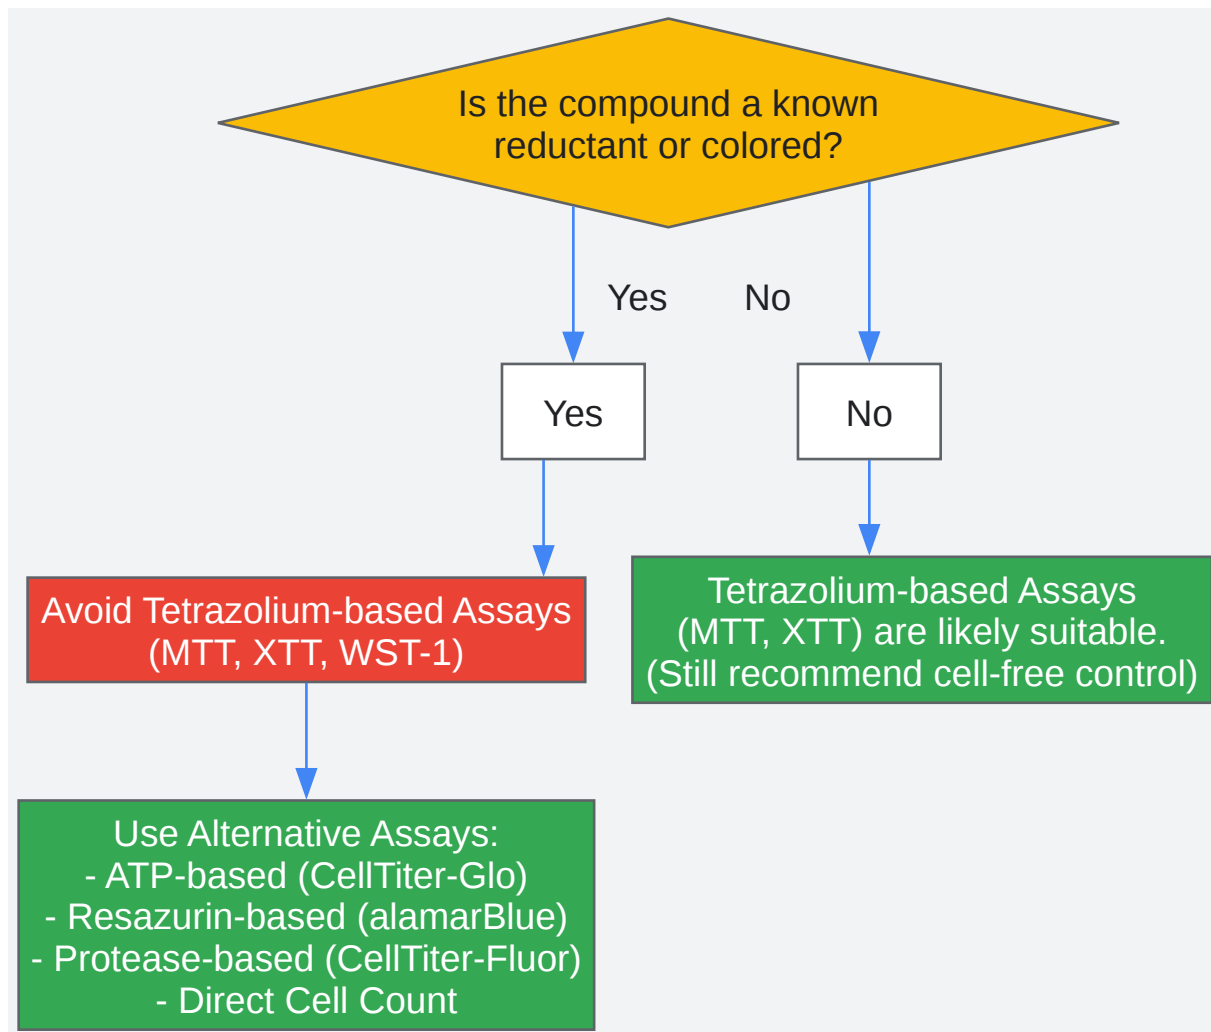 Is the compound a known
reductant or colored?
Yes
No
Yes
No
Avoid Tetrazolium-based Assays
(MTT, XTT, WST-1)
Tetrazolium-based Assays
(MTT, XTT) are likely suitable.
(Still recommend cell-free control)
Use Alternative Assays:
- ATP-based (CellTiter-Glo)
- Resazurin-based (alamarBlue)
- Protease-based (CellTiter-Fluor)
- Direct Cell Count